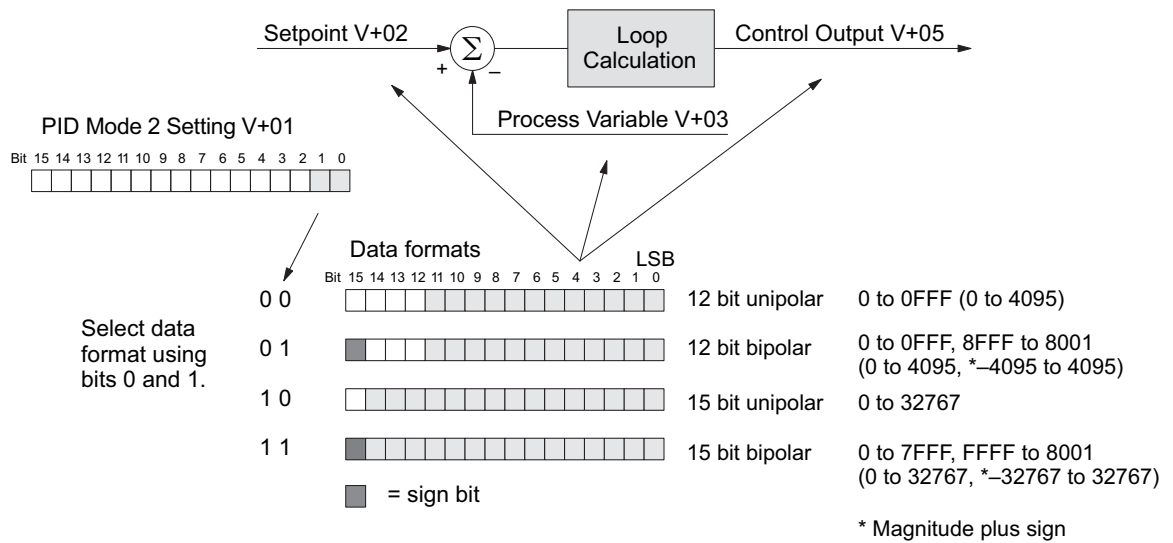 Setpoint V+02
Σ
+
–
Loop
Calculation
Control Output V+05
Process Variable V+03
PID Mode 2 Setting V+01
Bit 15 14 13 12 11 10 9 8 7 6 5 4 3 2 1 0
Data formats
LSB
Bit 15 14 13 12 11 10 9 8 7 6 5 4 3 2 1 0
Select data
format using
bits 0 and 1.
0 0
12 bit unipolar
0 to 0FFF (0 to 4095)
0 1
12 bit bipolar
0 to 0FFF, 8FFF to 8001
(0 to 4095, *–4095 to 4095)
1 0
15 bit unipolar
0 to 32767
1 1
15 bit bipolar
0 to 7FFF, FFFF to 8001
(0 to 32767, *–32767 to 32767)
= sign bit
* Magnitude plus sign